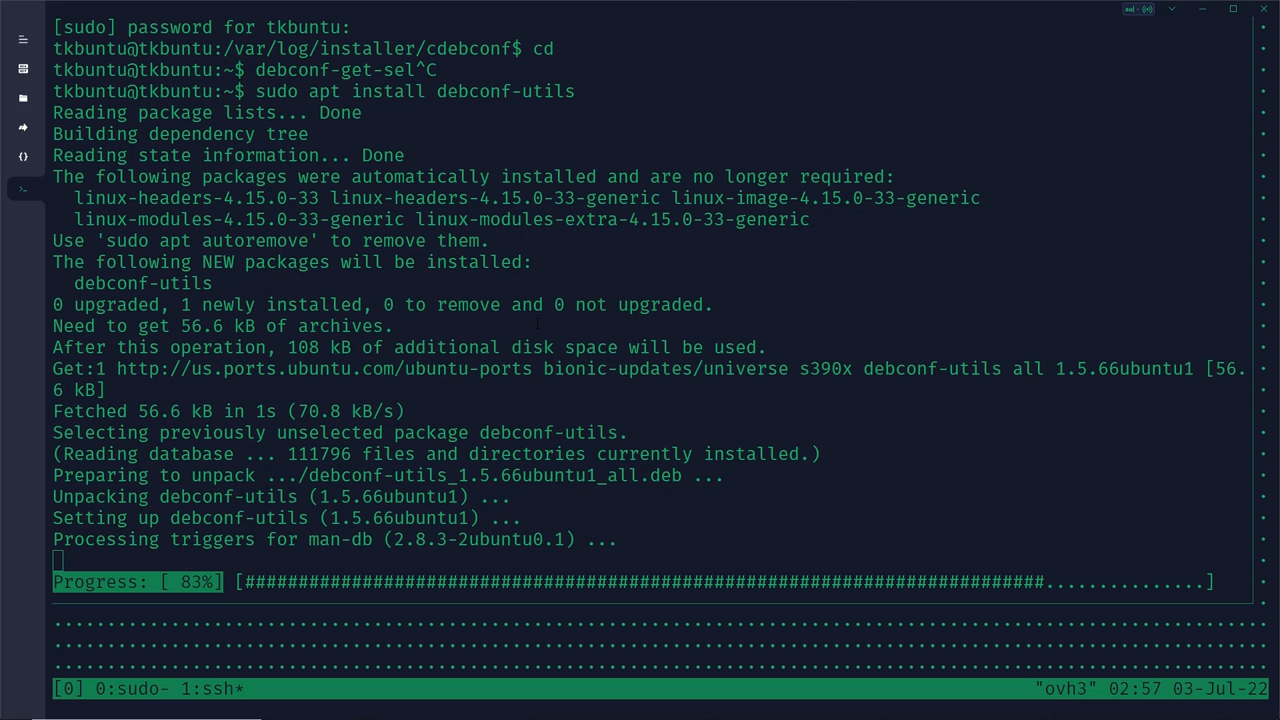 [sudo] password for tkbuntu:
tkbuntu@tkbuntu:/var/log/installer/cdebconf$ cd
tkbuntu@tkbuntu:~$ debconf-get-sel^C
tkbuntu@tkbuntu:~$ sudo apt install debconf-utils
Reading package lists... Done
Building dependency tree
Reading state information... Done
The following packages were automatically installed and are no longer required:
  linux-headers-4.15.0-33 linux-headers-4.15.0-33-generic linux-image-4.15.0-33-generic
  linux-modules-4.15.0-33-generic linux-modules-extra-4.15.0-33-generic
Use 'sudo apt autoremove' to remove them.
The following NEW packages will be installed:
  debconf-utils
0 upgraded, 1 newly installed, 0 to remove and 0 not upgraded.
Need to get 56.6 kB of archives.
After this operation, 108 kB of additional disk space will be used.
Get:1 http://us.ports.ubuntu.com/ubuntu-ports bionic-updates/universe s390x debconf-utils all 1.5.66ubuntu1 [56.
6 kB]
Fetched 56.6 kB in 1s (70.8 kB/s)
Selecting previously unselected package debconf-utils.
(Reading database ... 111796 files and directories currently installed.)
Preparing to unpack .../debconf-utils_1.5.66ubuntu1_all.deb ...
Unpacking debconf-utils (1.5.66ubuntu1) ...
Setting up debconf-utils (1.5.66ubuntu1) ...
Processing triggers for man-db (2.8.3-2ubuntu0.1) ...
Progress: [ 83%] [###########################################################################...............]
[0] 0:sudo- 1:ssh* "ovh3" 02:57 03-Jul-22